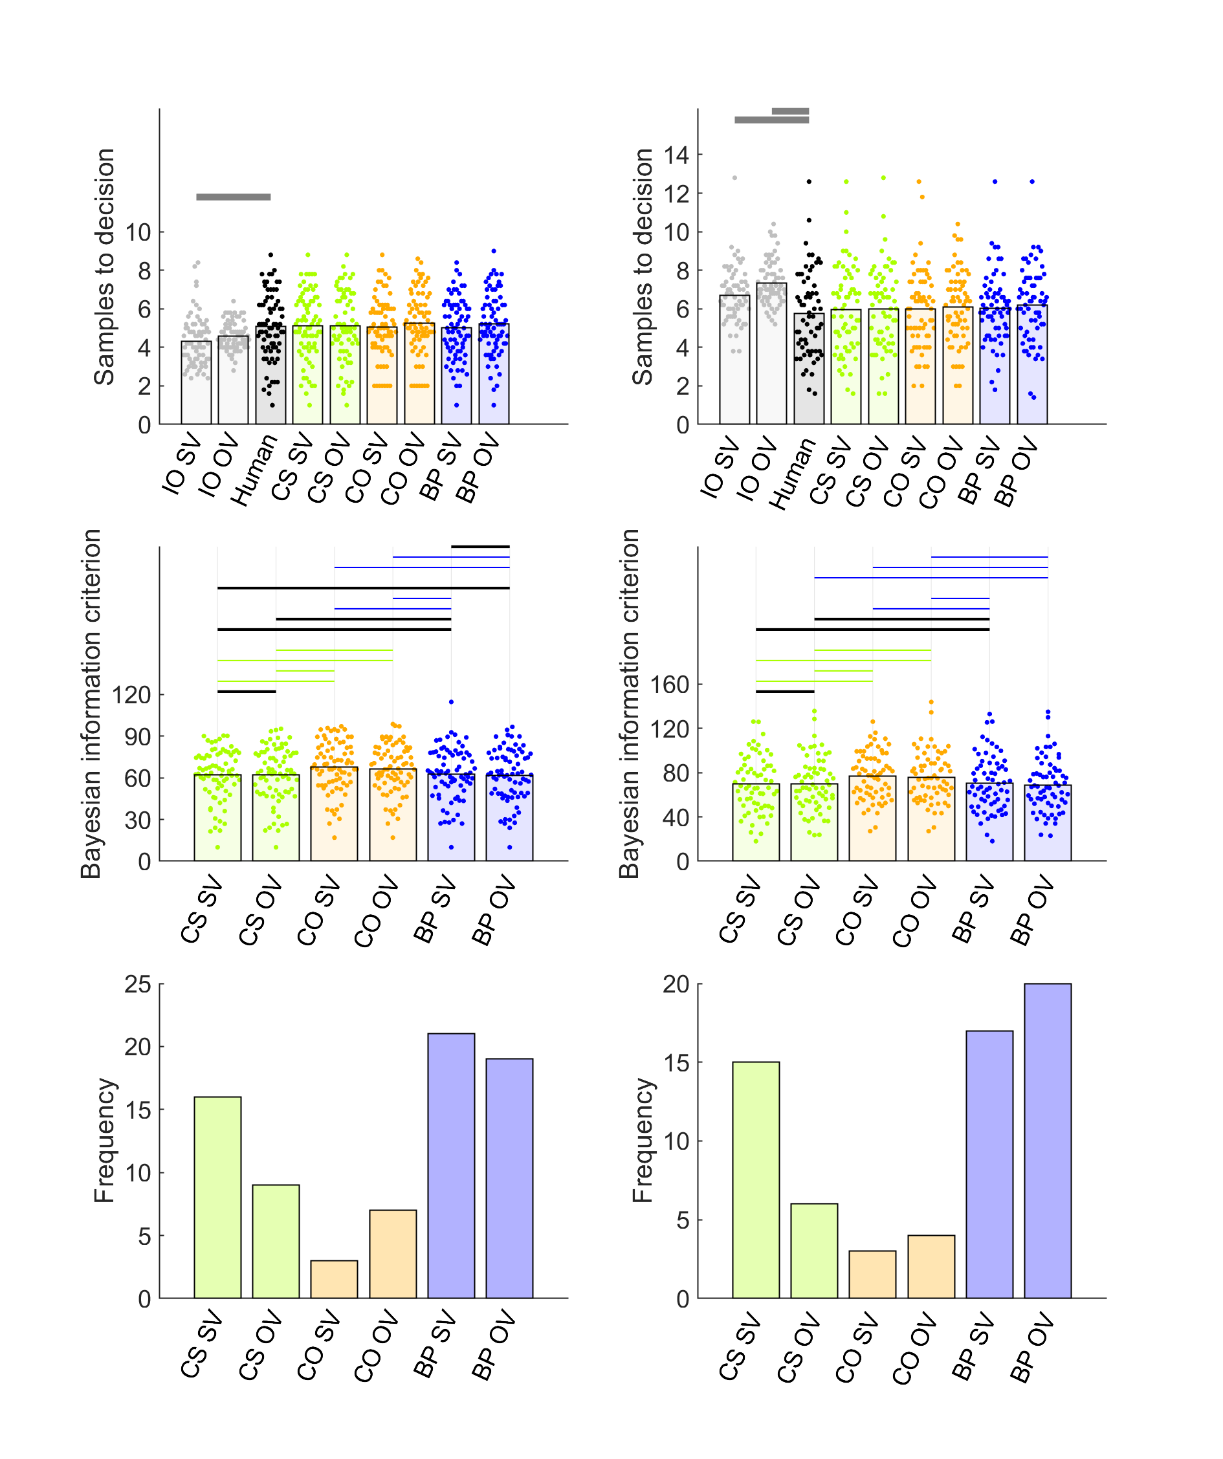 Samples to decision
10
8
6
4
2
0
IO SV
IO OV
Human
CS SV
CS OV
CO SV
CO OV
BP SV
BP OV
Samples to decision
14
12
10
8
6
4
2
0
IO SV
IO OV
Human
CS SV
CS OV
CO SV
CO OV
BP SV
BP OV
Bayesian information criterion
120
90
60
30
0
CS SV
CS OV
CO SV
CO OV
BP SV
BP OV
Bayesian information criterion
160
120
80
40
0
CS SV
CS OV
CO SV
CO OV
BP SV
BP OV
Frequency
25
20
15
10
5
0
CS SV
CS OV
CO SV
CO OV
BP SV
BP OV
Frequency
20
15
10
5
0
CS SV
CS OV
CO SV
CO OV
BP SV
BP OV